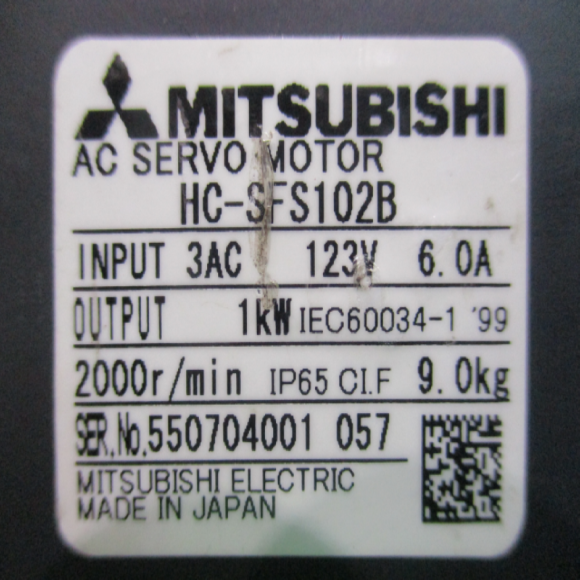 MITSUBISHI
AC SERVO MOTOR
HC-SFS102B
INPUT 3AC 123V 6.0A
OUTPUT 1kW IEC60034-1 '99
2000r/min IP65 CI.F 9.0kg
SER.No.550704001 057
MITSUBISHI ELECTRIC
MADE IN JAPAN